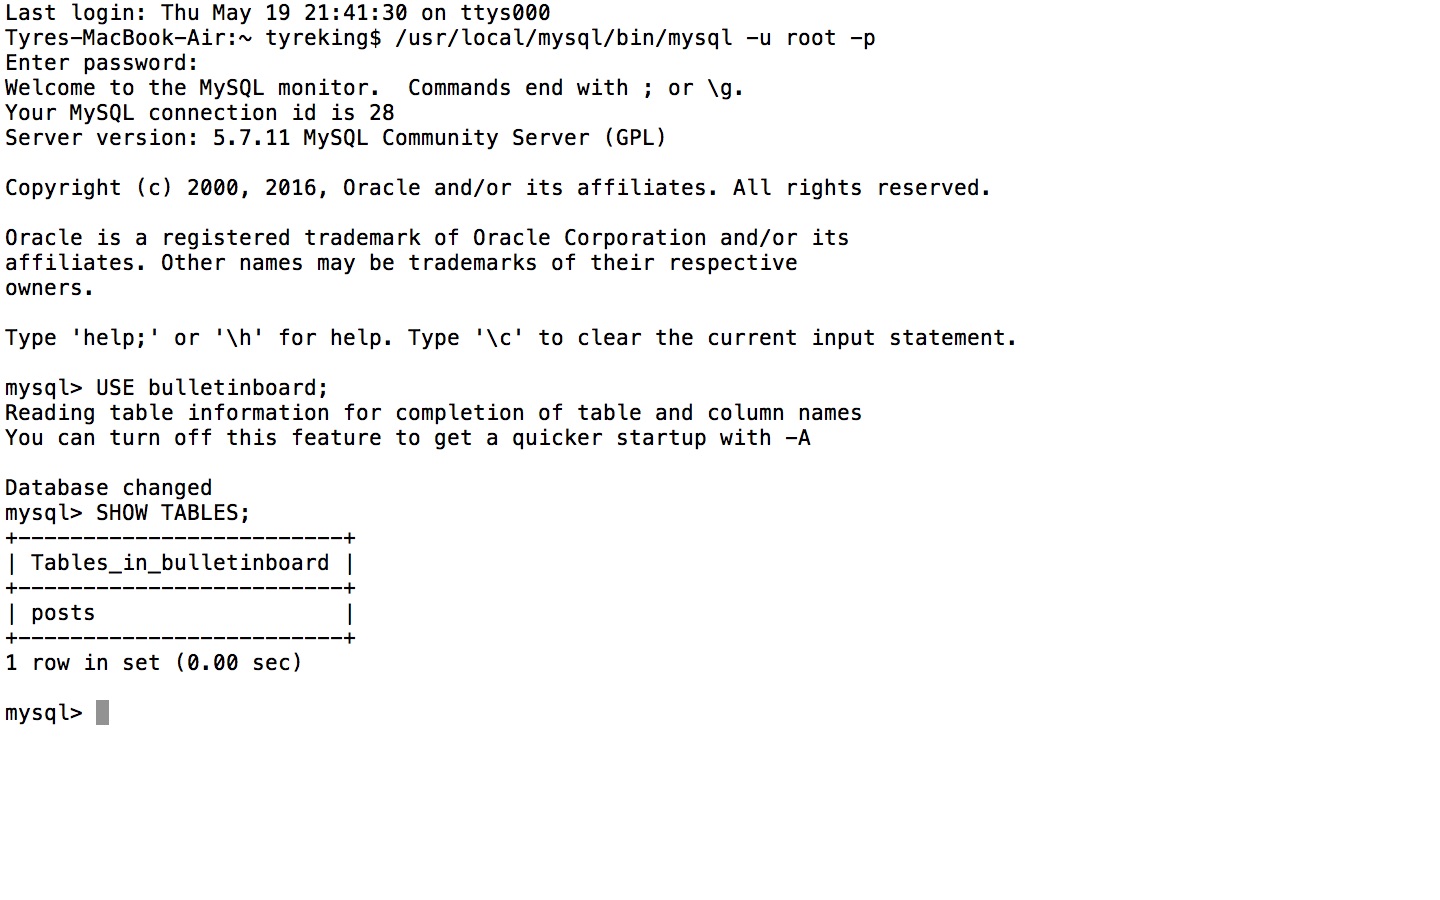 Last login: Thu May 19 21:41:30 on ttys000
Tyres-MacBook-Air:~ tyreking$ /usr/local/mysql/bin/mysql -u root -p
Enter password:
Welcome to the MySQL monitor.  Commands end with ; or \g.
Your MySQL connection id is 28
Server version: 5.7.11 MySQL Community Server (GPL)

Copyright (c) 2000, 2016, Oracle and/or its affiliates. All rights reserved.

Oracle is a registered trademark of Oracle Corporation and/or its
affiliates. Other names may be trademarks of their respective
owners.

Type 'help;' or '\h' for help. Type '\c' to clear the current input statement.

mysql> USE bulletinboard;
Reading table information for completion of table and column names
You can turn off this feature to get a quicker startup with -A

Database changed
mysql> SHOW TABLES;
+-------------------------+
| Tables_in_bulletinboard |
+-------------------------+
| posts                   |
+-------------------------+
1 row in set (0.00 sec)

mysql>